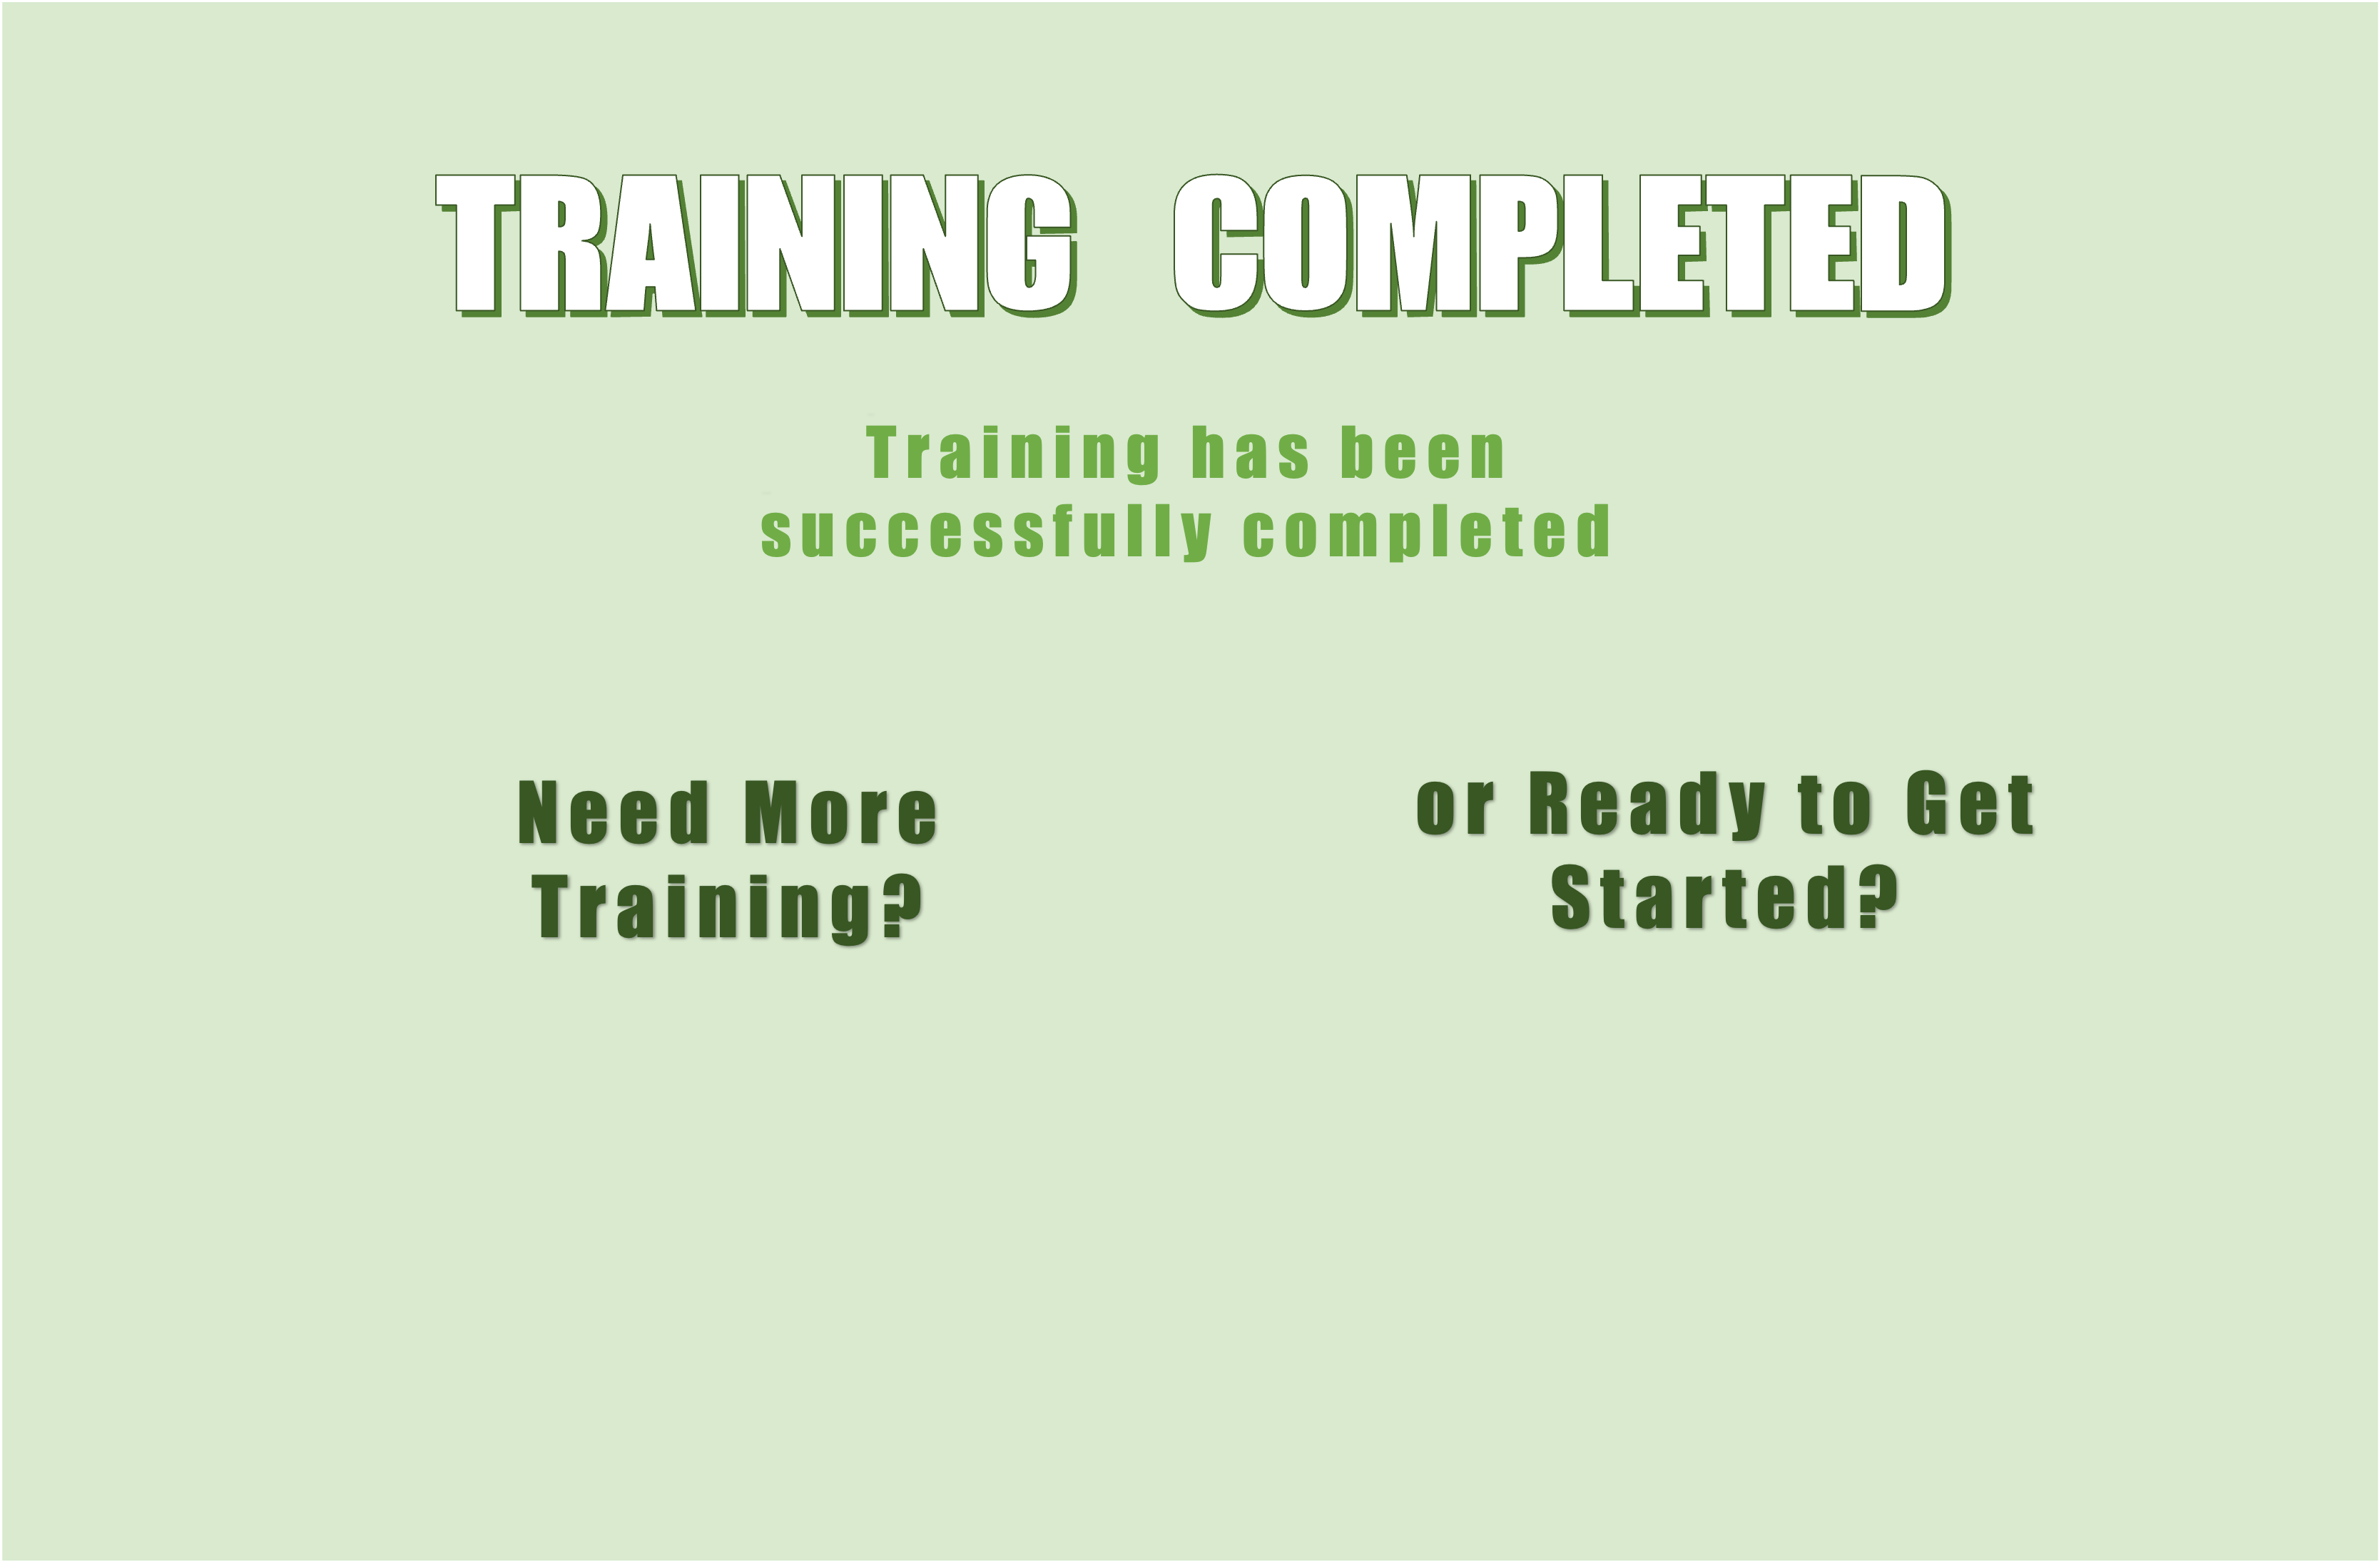 TRAINING COMPLETED
Training has been
successfully completed
Need More
Training?
or Ready to Get
Started?